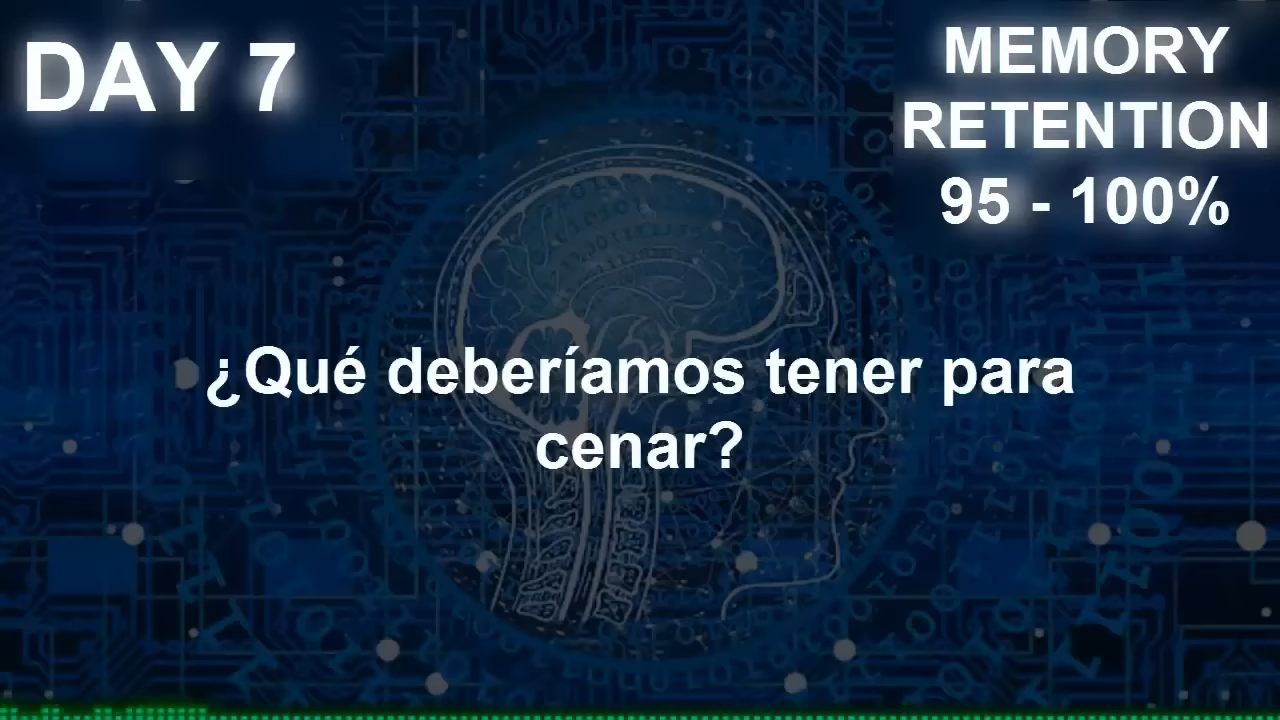 DAY 7
MEMORY
RETENTION
95 - 100%
¿Qué deberíamos tener para
cenar?